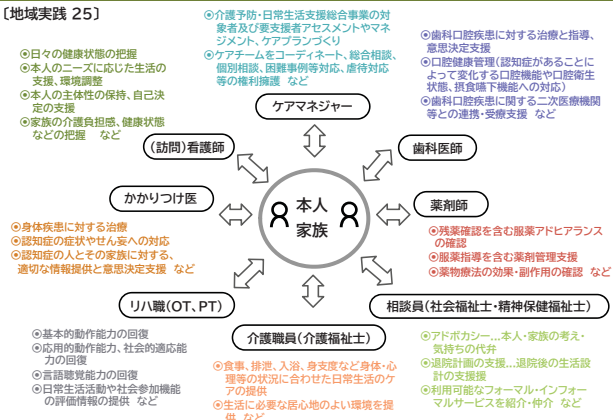 〔地域実践 25〕
◉介護予防・日常生活支援総合事業の対
象者及び要支援者アセスメントやマネ
ジメント、ケアプランづくり
◉ケアチームをコーディネート、総合相談、
個別相談、困難事例等対応、虐待対応
等の権利擁護 など
ケアマネジャー
◉日々の健康状態の把握
◉本人のニーズに応じた生活の
支援、環境調整
◉本人の主体性の保持、自己決
定の支援
◉家族の介護負担感、健康状態
などの把握 など
(訪問)看護師
◉歯科口腔疾患に対する治療と指導、
意思決定支援
◉口腔健康管理(認知症があることに
よって変化する口腔機能や口腔衛生
状態、摂食嚥下機能への対応)
◉歯科口腔疾患に関する二次医療機関
等との連携・受療支援 など
歯科医師
かかりつけ医
◉身体疾患に対する治療
◉認知症の症状やせん妄への対応
◉認知症の人とその家族に対する、
適切な情報提供と意思決定支援 など
本人
家族
薬剤師
◉残薬確認を含む服薬アドヒアランス
の確認
◉服薬指導を含む薬剤管理支援
◉薬物療法の効果・副作用の確認 など
リハ職(OT、PT)
◉基本的動作能力の回復
◉応用的動作能力、社会的適応能
力の回復
◉言語聴覚能力の回復
◉日常生活活動や社会参加機能
の評価情報の提供 など
介護職員(介護福祉士)
◉食事、排泄、入浴、身支度など身体・心
理等の状況に合わせた日常生活のケ
アの提供
◉生活に必要な居心地のよい環境を提
供 など
相談員(社会福祉士・精神保健福祉士)
◉アドボカシー…本人・家族の考え・
気持ちの代弁
◉退院計画の支援…退院後の生活設
計の支援援
◉利用可能なフォーマル・インフォー
マルサービスを紹介・仲介 など